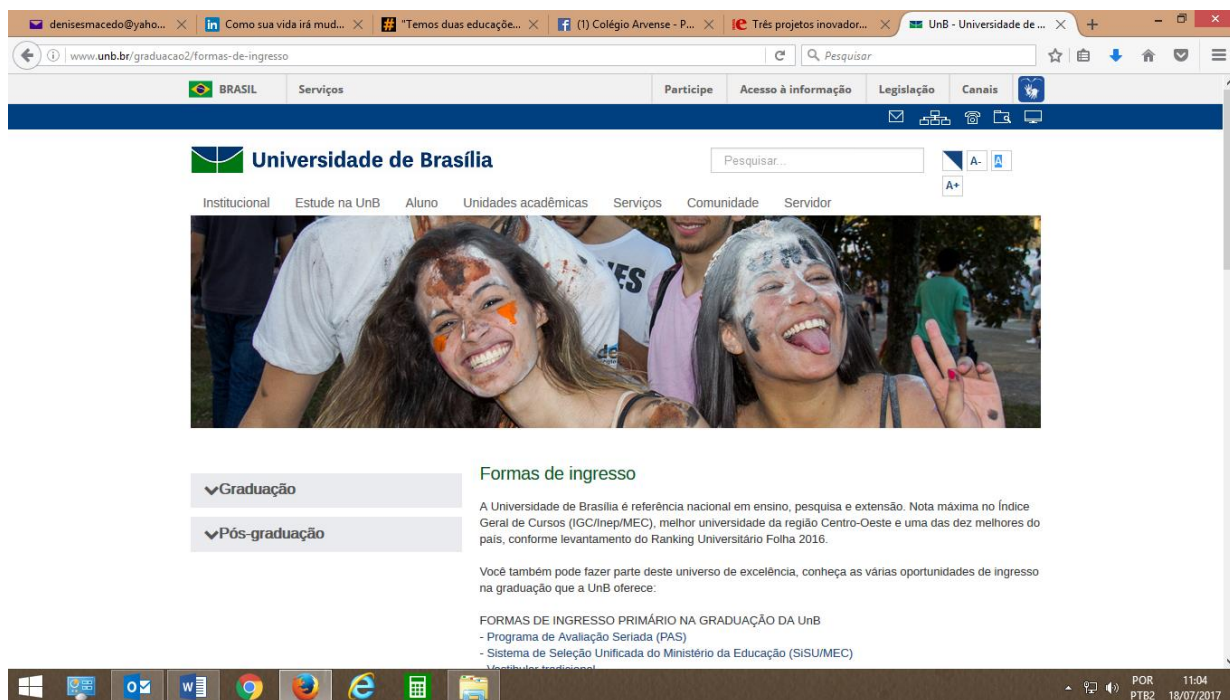 denisesmacedo@yaho...
Como sua vida irá mud...
"Temos duas educaçõe...
(1) Colégio Arvense - P...
Três projetos inovador...
UnB - Universidade de ...
www.unb.br/graduacao2/formas-de-ingresso
Pesquisar
BRASIL Serviços Participe Acesso à informação Legislação Canais
Universidade de Brasília
Pesquisar...
A- A
A+
Institucional Estude na UnB Aluno Unidades acadêmicas Serviços Comunidade Servidor
Graduação
Pós-graduação
Formas de ingresso
A Universidade de Brasília é referência nacional em ensino, pesquisa e extensão. Nota máxima no Índice
Geral de Cursos (IGC/Inep/MEC), melhor universidade da região Centro-Oeste e uma das dez melhores do
país, conforme levantamento do Ranking Universitário Folha 2016.
Você também pode fazer parte deste universo de excelência, conheça as várias oportunidades de ingresso
na graduação que a UnB oferece:
FORMAS DE INGRESSO PRIMÁRIO NA GRADUAÇÃO DA UnB
- Programa de Avaliação Seriada (PAS)
- Sistema de Seleção Unificada do Ministério da Educação (SiSU/MEC)
- Vestibular tradicional
POR 11:04
PTB2 18/07/2017